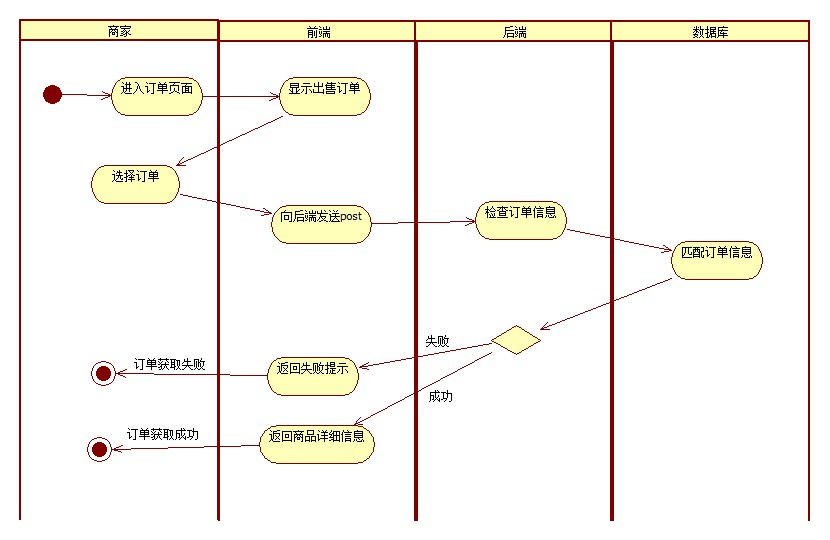 商家
前端
后端
数据库
进入订单页面
显示出售订单
选择订单
向后端发送post
检查订单信息
匹配订单信息
失败
订单获取失败
返回失败提示
成功
订单获取成功
返回商品详细信息